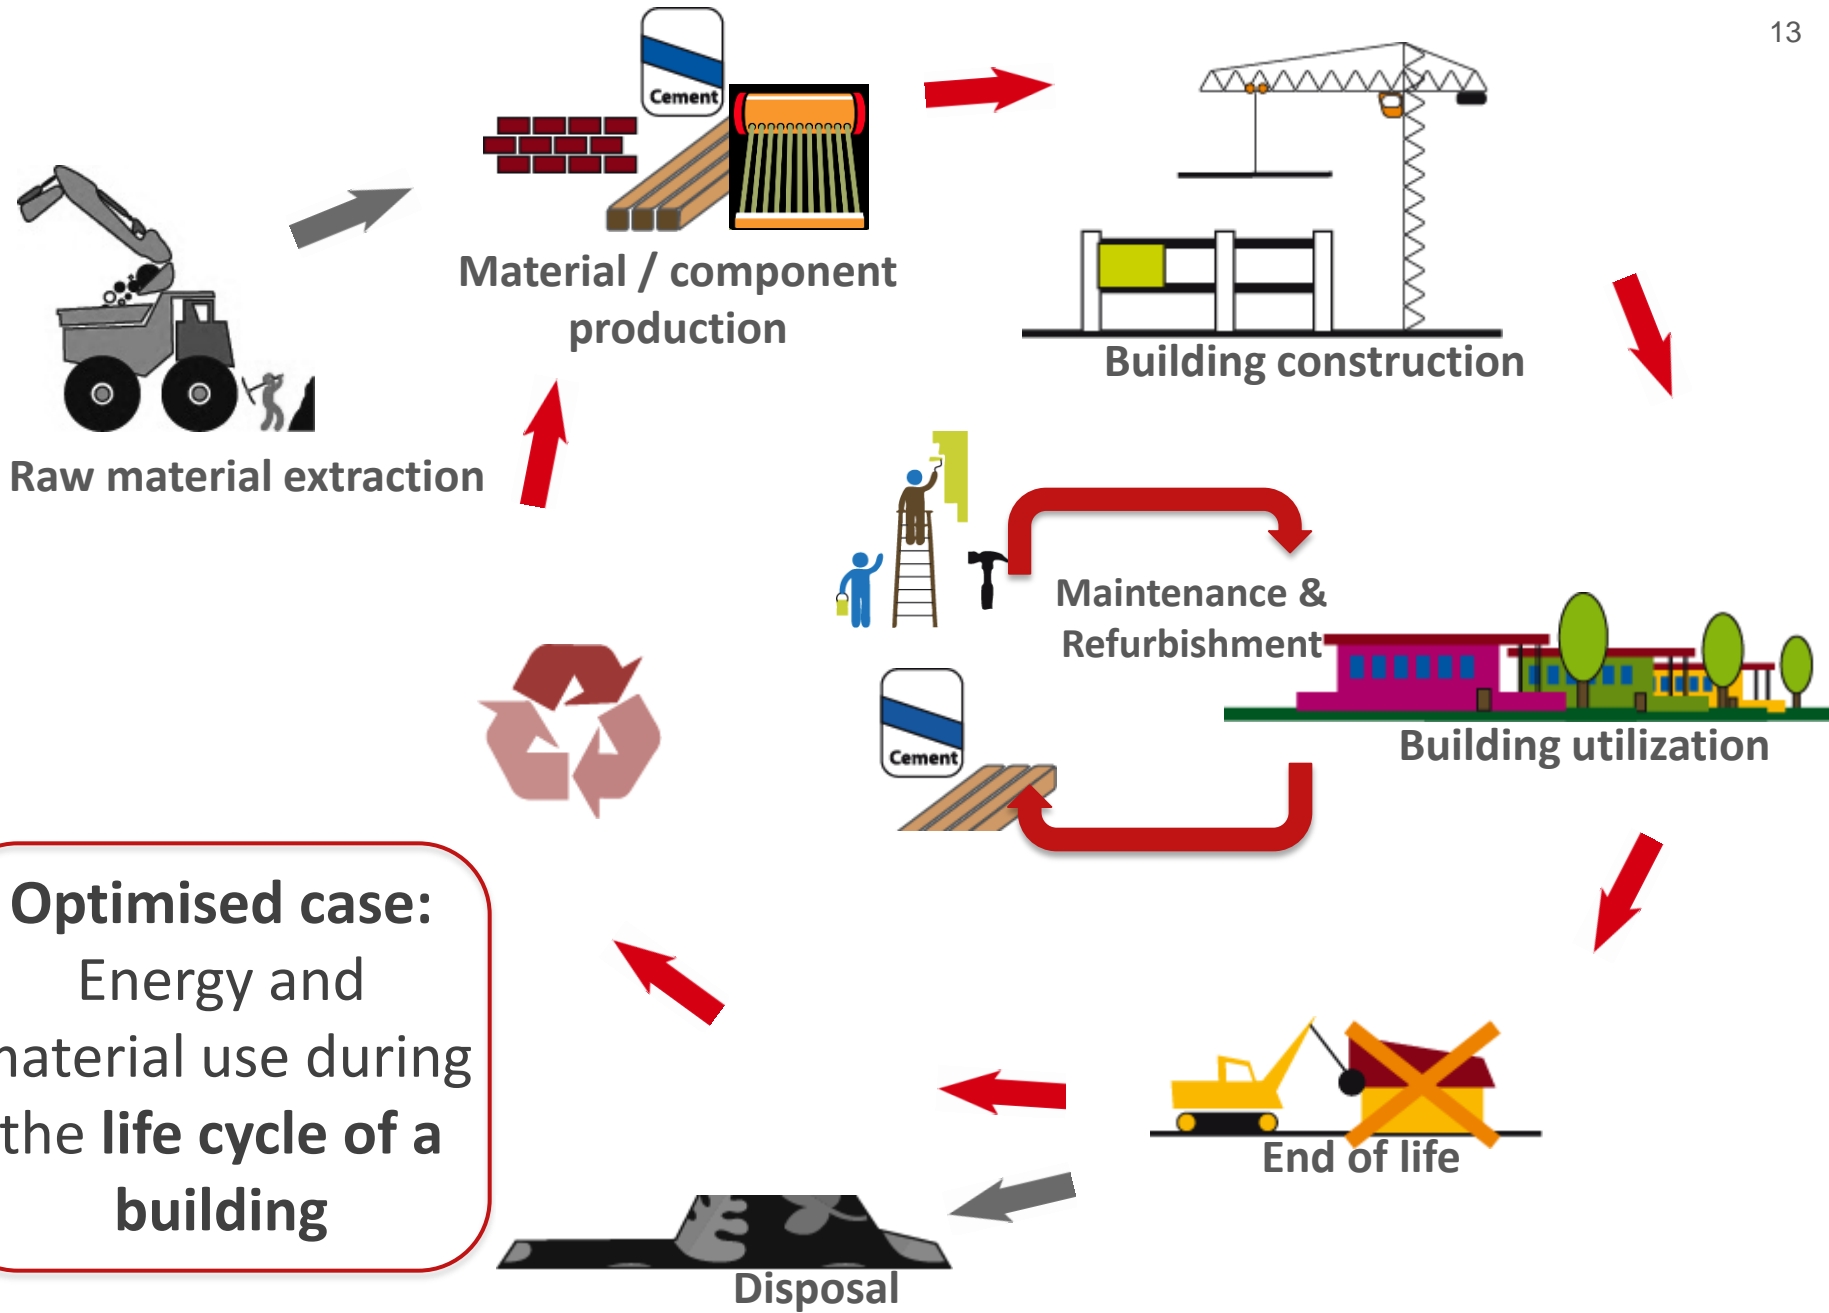 13
Cement
Material / component
production
Building construction
Raw material extraction
Maintenance &
Refurbishment
Cement
Building utilization
Optimised case:
Energy and
material use during
the life cycle of a
building
End of life
Disposal